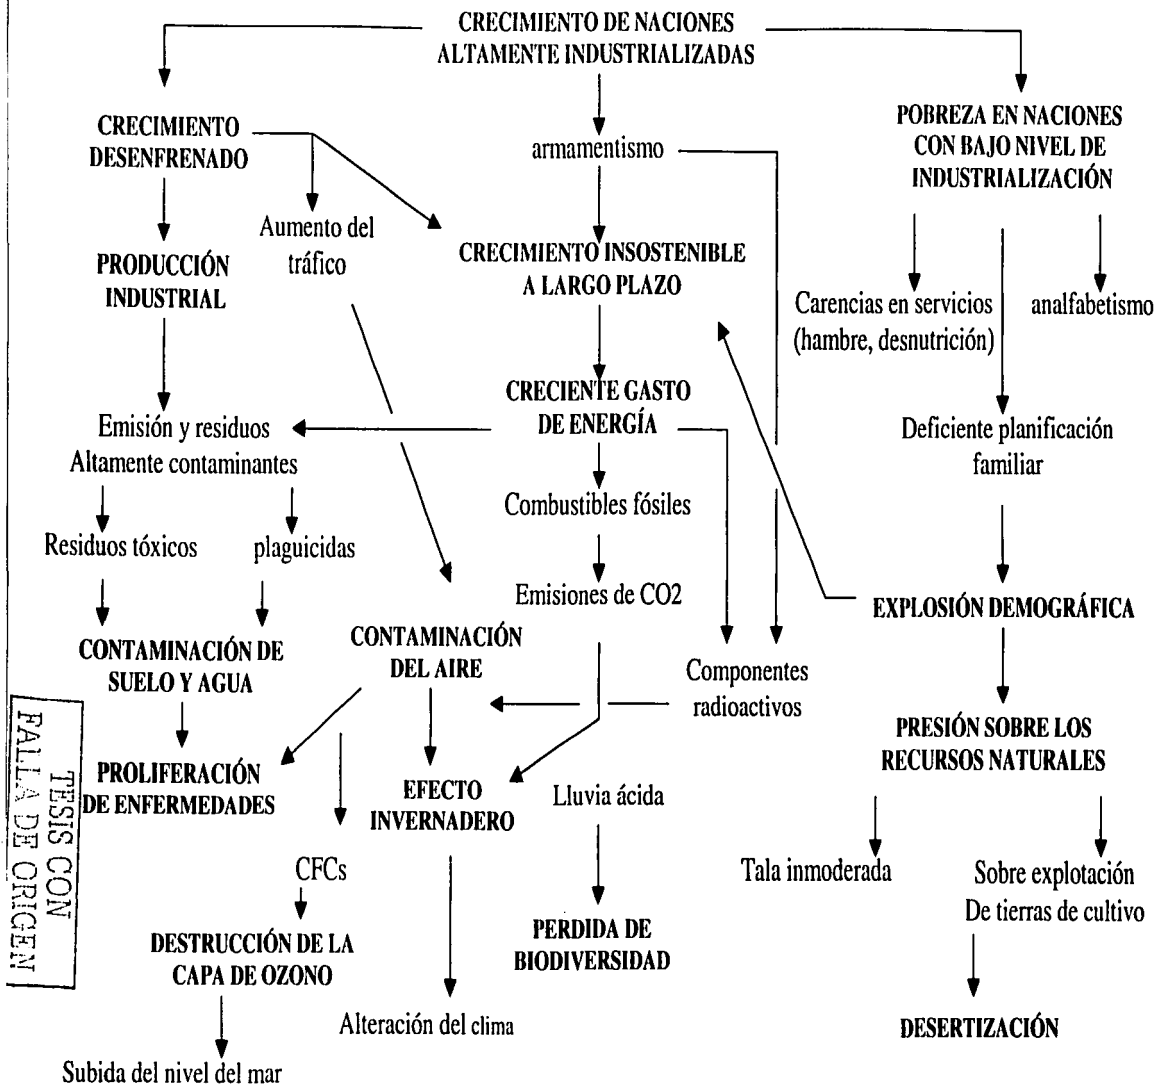 CRECIMIENTO DE NACIONES
ALTAMENTE INDUSTRIALIZADAS
CRECIMIENTO
DESENFRENADO
armamentismo
POBREZA EN NACIONES
CON BAJO NIVEL DE
INDUSTRIALIZACIÓN
Aumento del
tráfico
PRODUCCIÓN
INDUSTRIAL
CRECIMIENTO INSOSTENIBLE
A LARGO PLAZO
Carencias en servicios
(hambre, desnutrición)
analfabetismo
CRECIENTE GASTO
DE ENERGÍA
Emisión y residuos
Altamente contaminantes
Deficiente planificación
familiar
Combustibles fósiles
Residuos tóxicos
plaguicidas
Emisiones de CO2
EXPLOSIÓN DEMOGRÁFICA
CONTAMINACIÓN DE
SUELO Y AGUA
CONTAMINACIÓN
DEL AIRE
Componentes
radioactivos
PRESIÓN SOBRE LOS
RECURSOS NATURALES
PROLIFERACIÓN
DE ENFERMEDADES
EFECTO
INVERNADERO
Lluvia ácida
CFCs
Tala inmoderada
Sobre explotación
De tierras de cultivo
DESTRUCCIÓN DE LA
CAPA DE OZONO
PERDIDA DE
BIODIVERSIDAD
Alteración del clima
DESERTIZACIÓN
Subida del nivel del mar
TESIS CON
FALLA DE ORIGEN